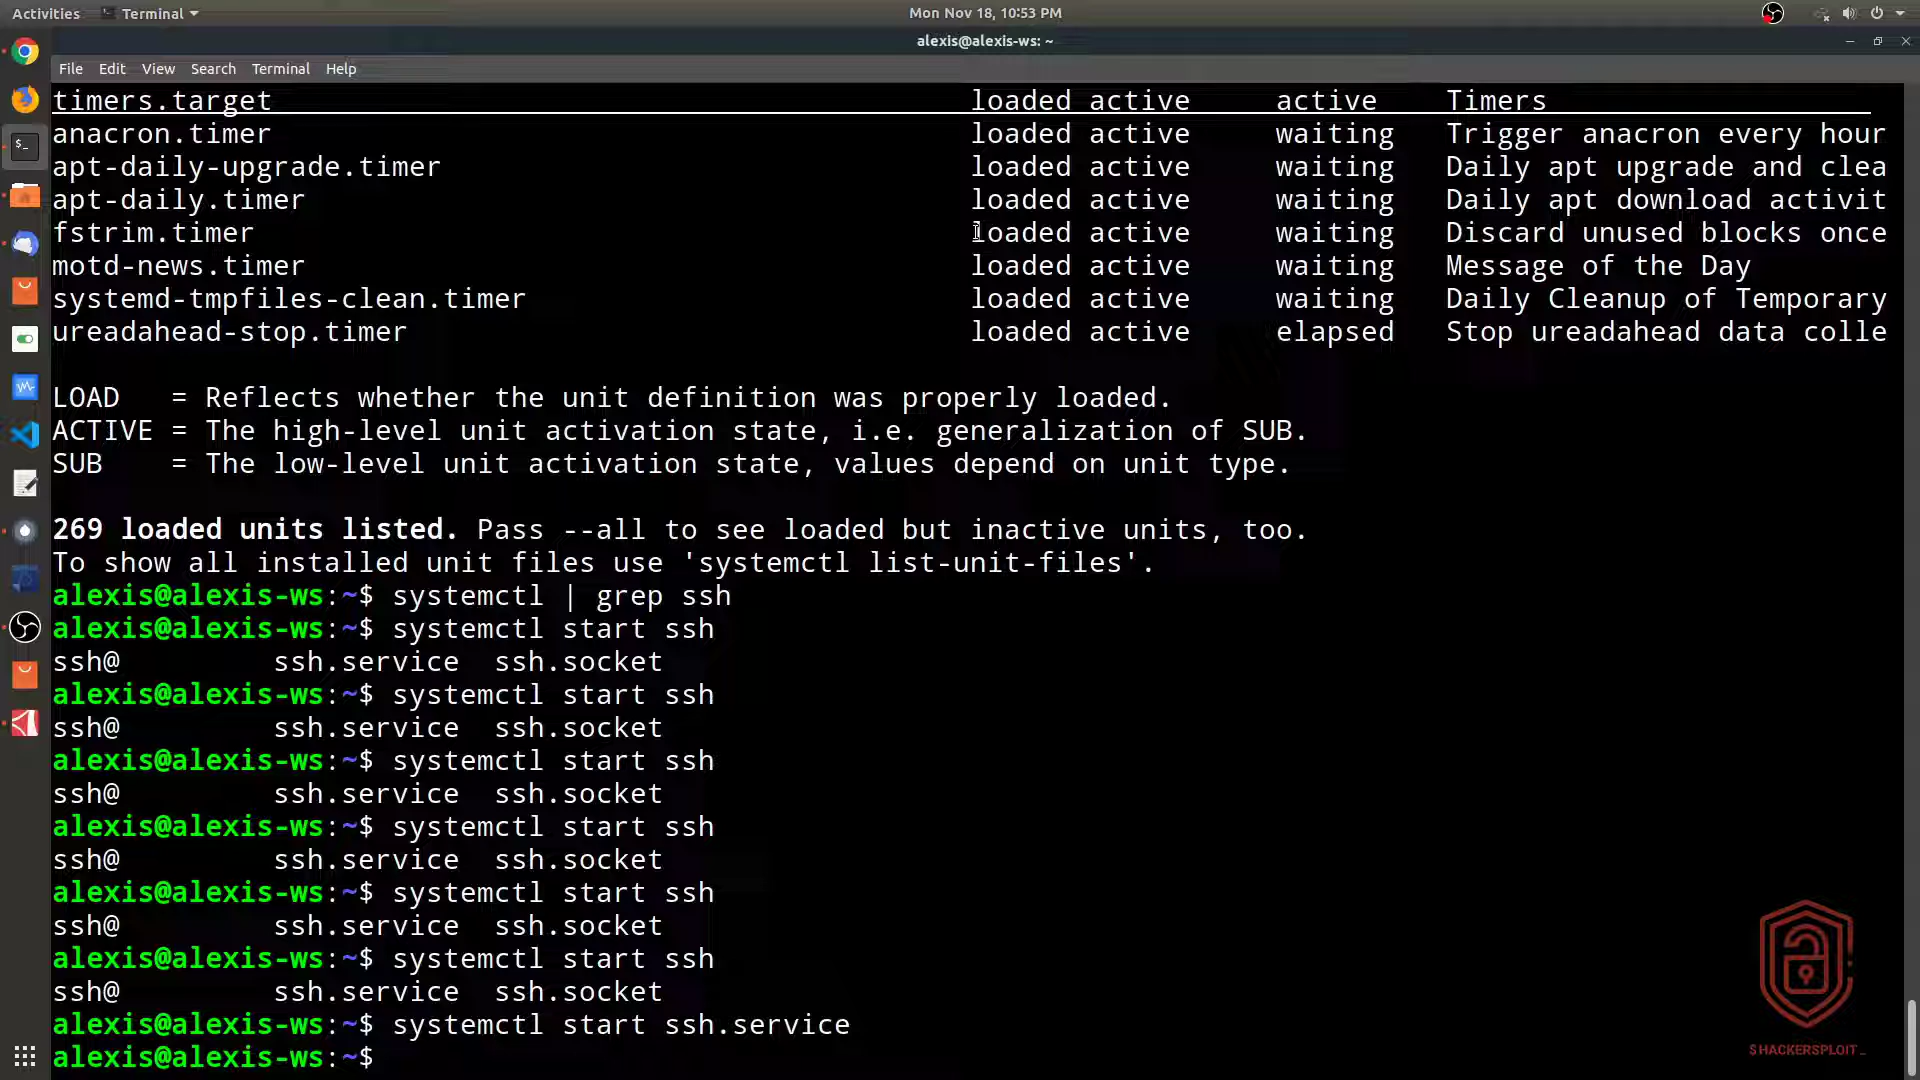 Activities Terminal Mon Nov 18, 10:53 PM
alexis@alexis-ws: ~
File Edit View Search Terminal Help
timers.target loaded active active Timers
anacron.timer loaded active waiting Trigger anacron every hour
apt-daily-upgrade.timer loaded active waiting Daily apt upgrade and clea
apt-daily.timer loaded active waiting Daily apt download activit
fstrim.timer loaded active waiting Discard unused blocks once
motd-news.timer loaded active waiting Message of the Day
systemd-tmpfiles-clean.timer loaded active waiting Daily Cleanup of Temporary
ureadahead-stop.timer loaded active elapsed Stop ureadahead data colle
LOAD = Reflects whether the unit definition was properly loaded.
ACTIVE = The high-level unit activation state, i.e. generalization of SUB.
SUB = The low-level unit activation state, values depend on unit type.
269 loaded units listed. Pass --all to see loaded but inactive units, too.
To show all installed unit files use 'systemctl list-unit-files'.
alexis@alexis-ws:~$ systemctl | grep ssh
alexis@alexis-ws:~$ systemctl start ssh
ssh@ ssh.service ssh.socket
alexis@alexis-ws:~$ systemctl start ssh
ssh@ ssh.service ssh.socket
alexis@alexis-ws:~$ systemctl start ssh
ssh@ ssh.service ssh.socket
alexis@alexis-ws:~$ systemctl start ssh
ssh@ ssh.service ssh.socket
alexis@alexis-ws:~$ systemctl start ssh
ssh@ ssh.service ssh.socket
alexis@alexis-ws:~$ systemctl start ssh
ssh@ ssh.service ssh.socket
alexis@alexis-ws:~$ systemctl start ssh.service
alexis@alexis-ws:~$
$HACKERSPLOIT_